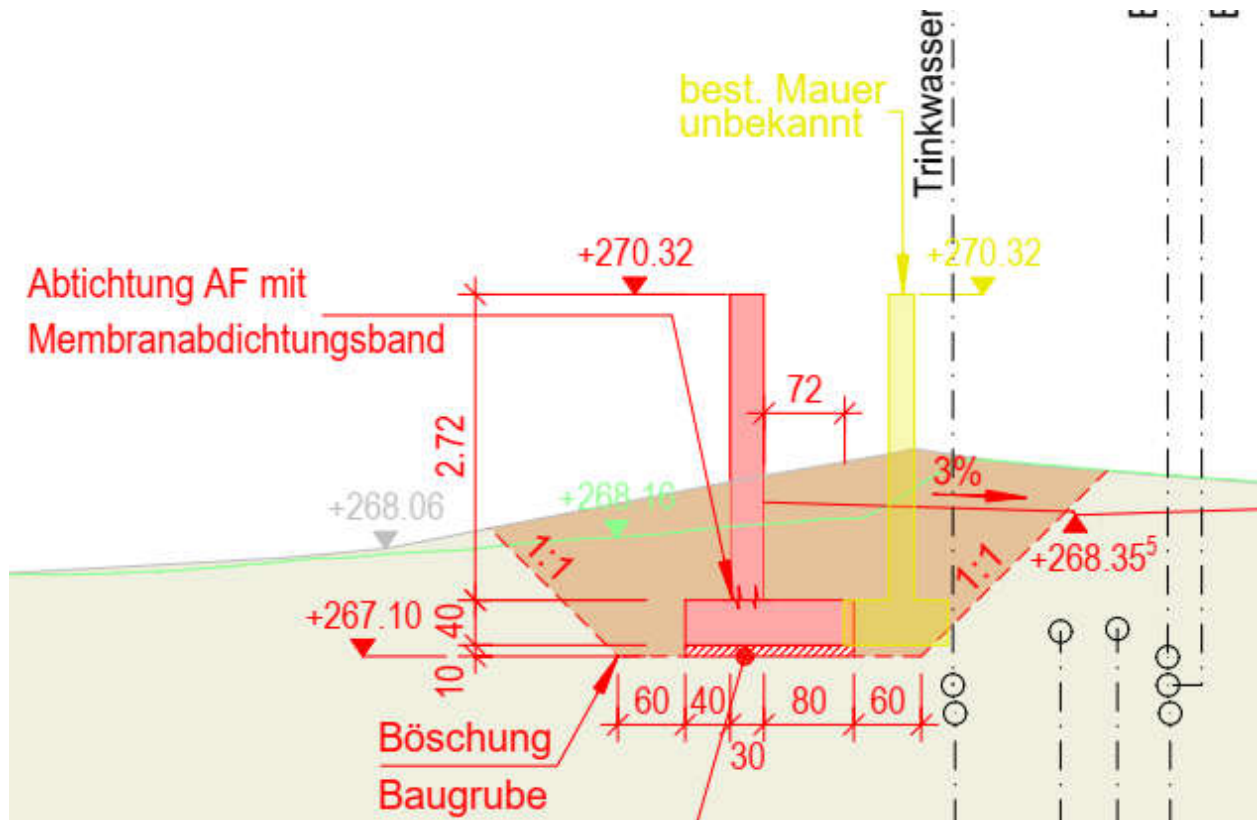 best. Mauer
unbekannt
Trinkwasser
+270.32
+270.32
Abtichtung AF mit
Membranabdichtungsband
72
2.72
3%
+268.06
+268.16
1:1
1:1
+268.35⁵
+267.10
40
10
60
40
30
80
60
Böschung
Baugrube